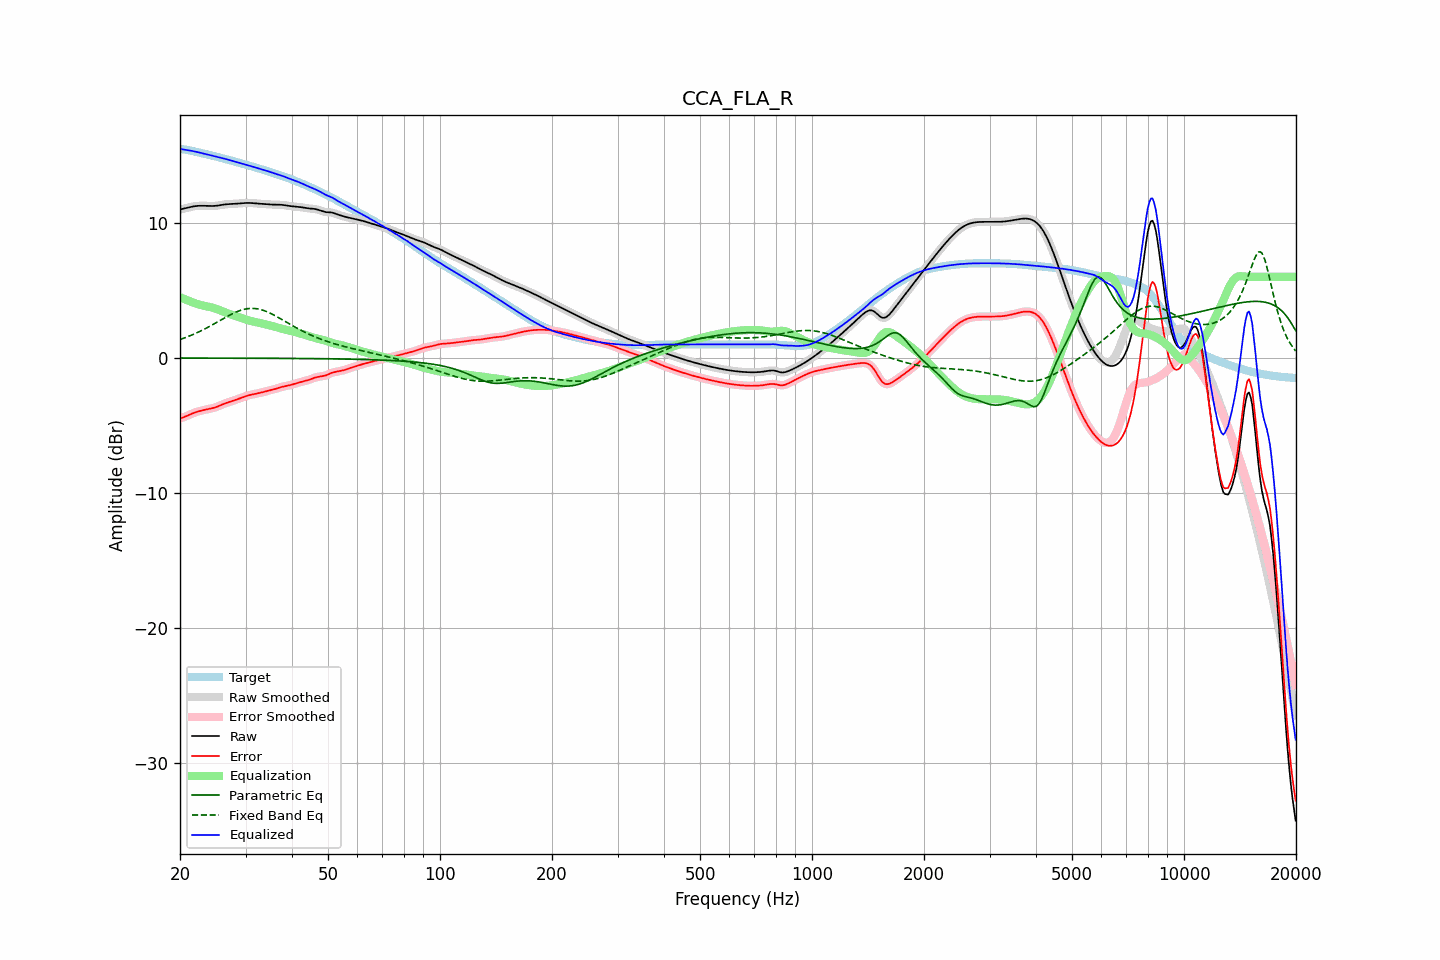 CCA_FLA_R
Amplitude (dBr)
10
0
−10
−20
−30
Target
Raw Smoothed
Error Smoothed
Raw
Error
Equalization
Parametric Eq
Fixed Band Eq
Equalized
20 50 100 200 500 1000 2000 5000 10000 20000
Frequency (Hz)